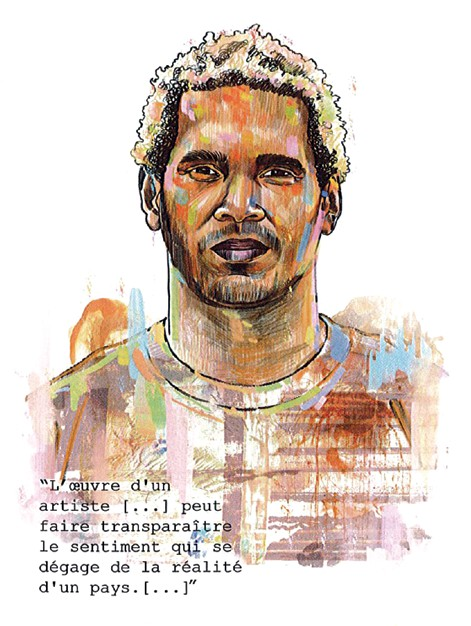 “L’œuvre d'un
artiste [...] peut
faire transparaître
le sentiment qui se
dégage de la réalité
d'un pays.[...]”